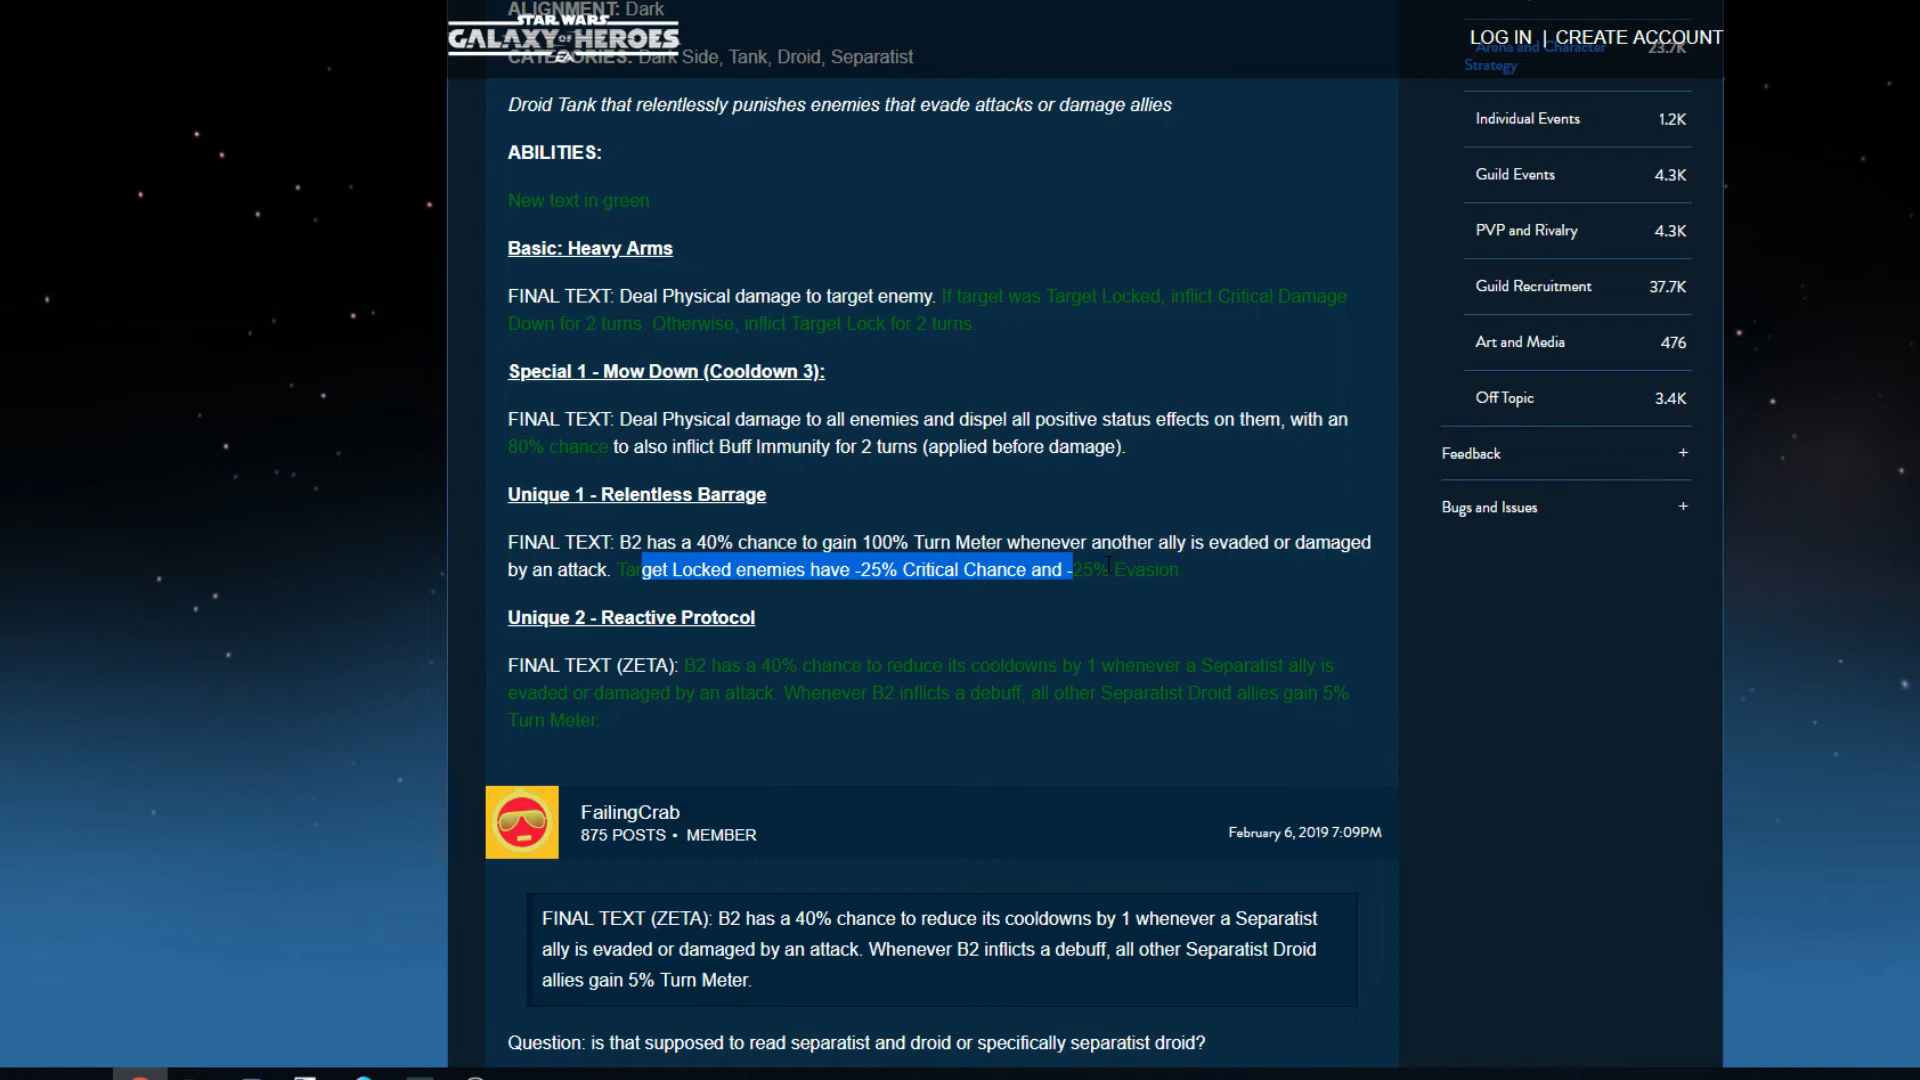 ALIGNMENT: Dark
STAR WARS
GALAXY OF HEROES
EA
CATEGORIES: Dark Side, Tank, Droid, Separatist
LOG IN | CREATE ACCOUNT
Arena and Character
Strategy
23.7K
Droid Tank that relentlessly punishes enemies that evade attacks or damage allies
ABILITIES:
New text in green
Basic: Heavy Arms
FINAL TEXT: Deal Physical damage to target enemy. If target was Target Locked, inflict Critical Damage
Down for 2 turns. Otherwise, inflict Target Lock for 2 turns.
Special 1 - Mow Down (Cooldown 3):
FINAL TEXT: Deal Physical damage to all enemies and dispel all positive status effects on them, with an
80% chance to also inflict Buff Immunity for 2 turns (applied before damage).
Unique 1 - Relentless Barrage
FINAL TEXT: B2 has a 40% chance to gain 100% Turn Meter whenever another ally is evaded or damaged
by an attack. Target Locked enemies have -25% Critical Chance and -25% Evasion.
Unique 2 - Reactive Protocol
FINAL TEXT (ZETA): B2 has a 40% chance to reduce its cooldowns by 1 whenever a Separatist ally is
evaded or damaged by an attack. Whenever B2 inflicts a debuff, all other Separatist Droid allies gain 5%
Turn Meter.
FailingCrab
875 POSTS • MEMBER
February 6, 2019 7:09PM
FINAL TEXT (ZETA): B2 has a 40% chance to reduce its cooldowns by 1 whenever a Separatist
ally is evaded or damaged by an attack. Whenever B2 inflicts a debuff, all other Separatist Droid
allies gain 5% Turn Meter.
Question: is that supposed to read separatist and droid or specifically separatist droid?
Individual Events 1.2K
Guild Events 4.3K
PVP and Rivalry 4.3K
Guild Recruitment 37.7K
Art and Media 476
Off Topic 3.4K
Feedback +
Bugs and Issues +